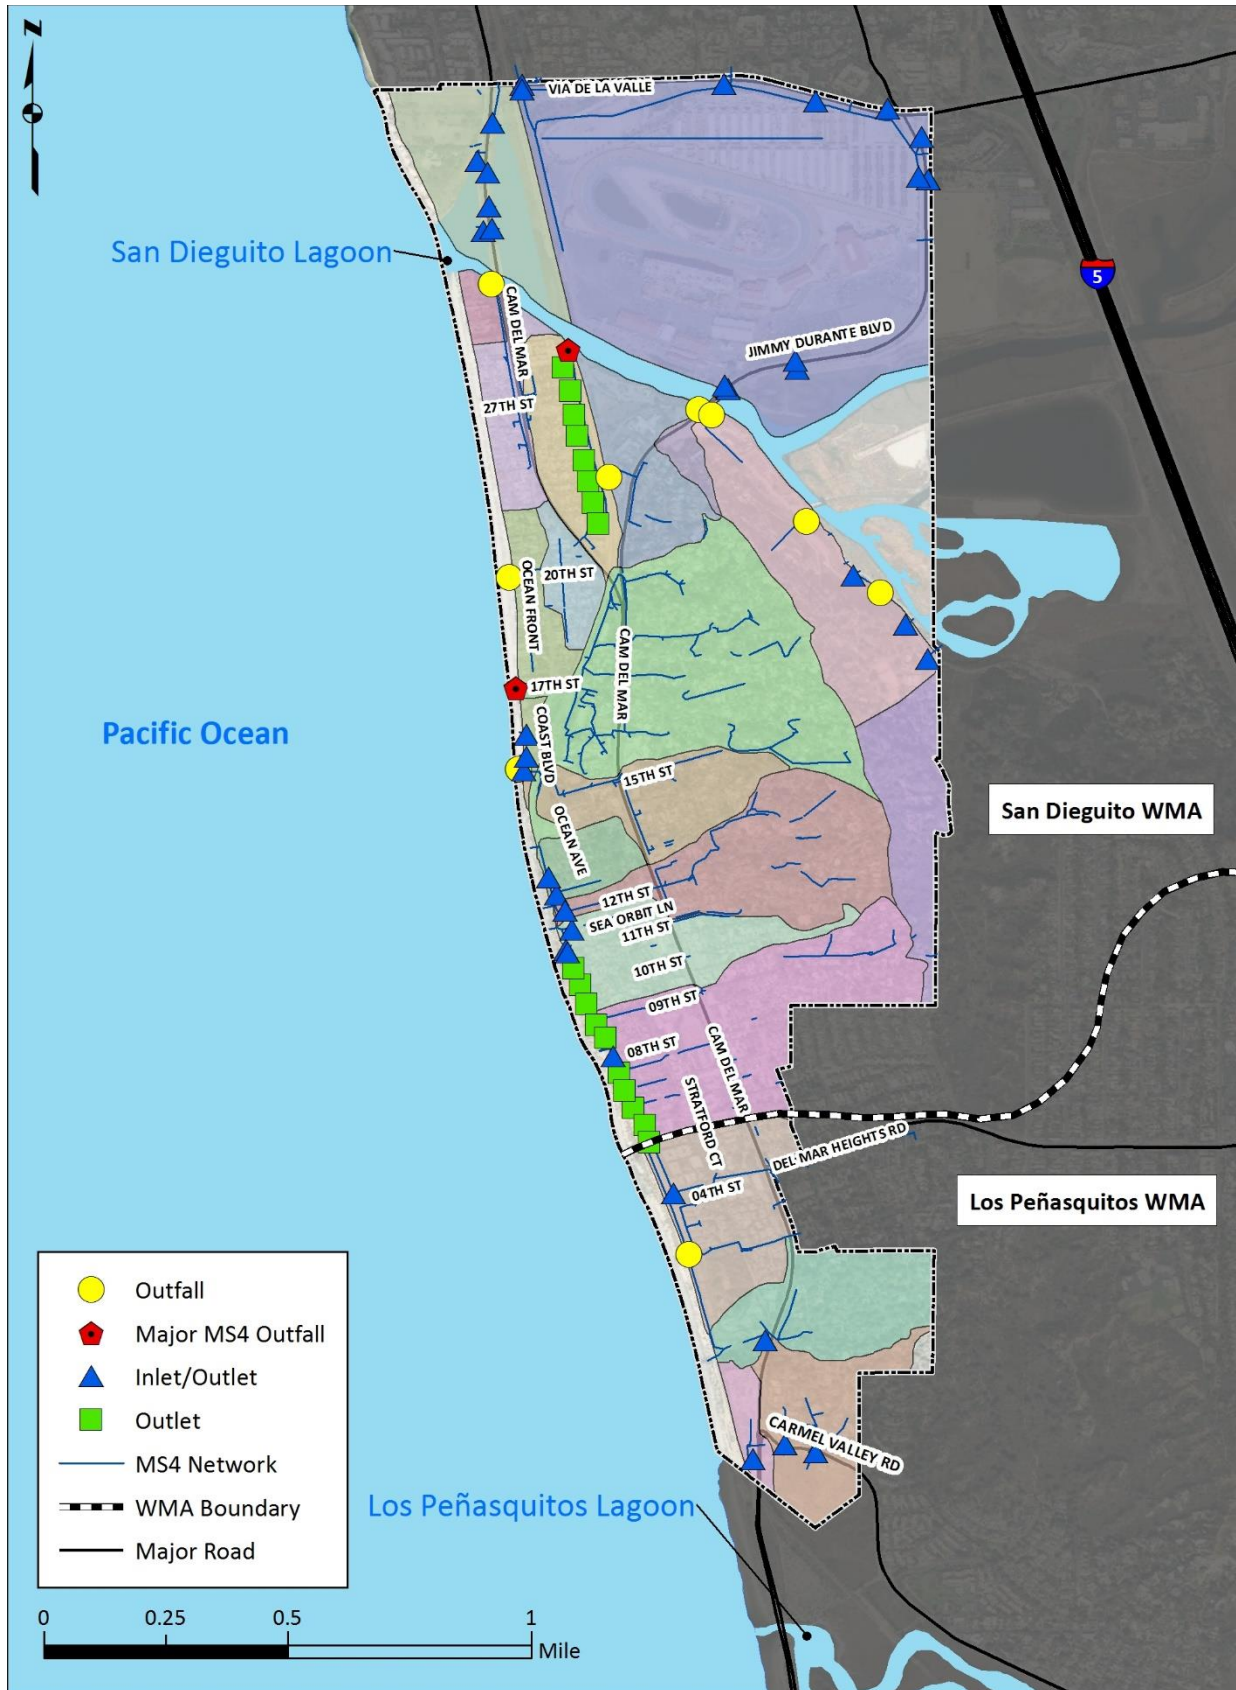 N
VIA DE LA VALLE
San Dieguito Lagoon
5
CAM DEL MAR
JIMMY DURANTE BLVD
27TH ST
20TH ST
OCEAN FRONT
CAM DEL MAR
17TH ST
COAST BLVD
Pacific Ocean
15TH ST
San Dieguito WMA
OCEAN AVE
12TH ST
SEA ORBIT LN
11TH ST
10TH ST
09TH ST
08TH ST
CAM DEL MAR
STRATFORD CT
DEL MAR HEIGHTS RD
04TH ST
Los Peñasquitos WMA
Outfall
Major MS4 Outfall
Inlet/Outlet
Outlet
MS4 Network
WMA Boundary
Major Road
CARMEL VALLEY RD
Los Peñasquitos Lagoon
0 0.25 0.5 1
Mile